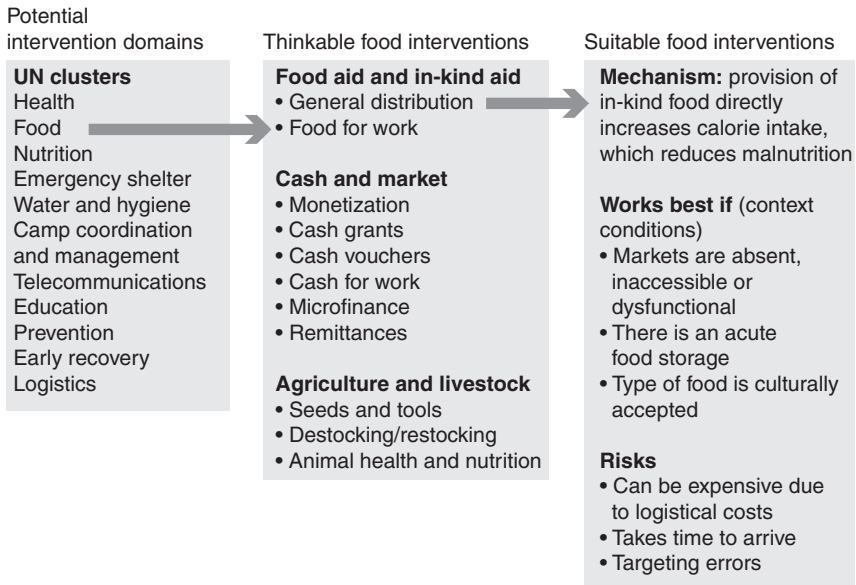 Potential
intervention domains
UN clusters
Health
Food
Nutrition
Emergency shelter
Water and hygiene
Camp coordination
and management
Telecommunications
Education
Prevention
Early recovery
Logistics
Thinkable food interventions
Food aid and in-kind aid
• General distribution
• Food for work
Cash and market
• Monetization
• Cash grants
• Cash vouchers
• Cash for work
• Microfinance
• Remittances
Agriculture and livestock
• Seeds and tools
• Destocking/restocking
• Animal health and nutrition
Suitable food interventions
Mechanism: provision of
in-kind food directly
increases calorie intake,
which reduces malnutrition
Works best if (context
conditions)
• Markets are absent,
inaccessible or
dysfunctional
• There is an acute
food storage
• Type of food is culturally
accepted
Risks
• Can be expensive due
to logistical costs
• Takes time to arrive
• Targeting errors